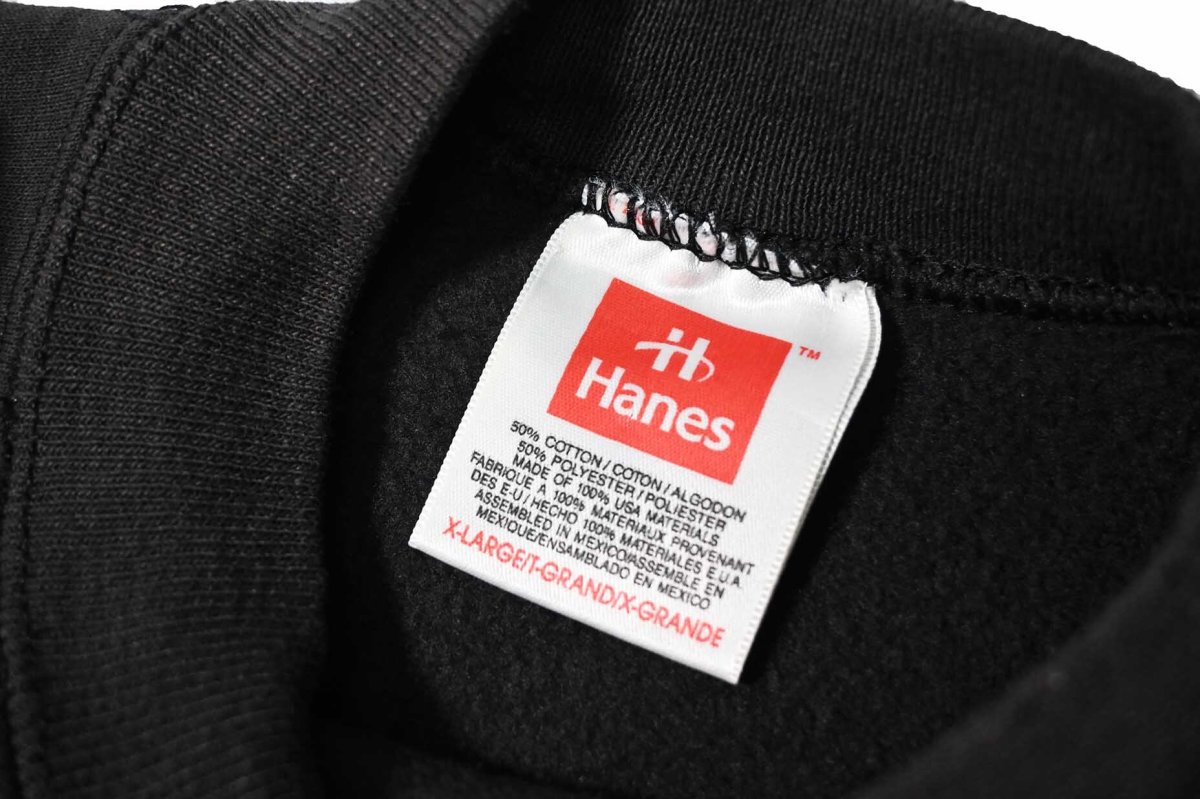 H
Hanes ™
50% COTTON/COTON/ALGODON
50% POLYESTER/POLIESTER
MADE OF 100% USA MATERIALS
FABRIQUE A 100% MATERIAUX PROVENANT
DES E-U/HECHO 100% MATERIALES E.U.A.
ASSEMBLED IN MEXICO/ASSEMBLE EN
MEXIQUE/ENSAMBLADO EN MEXICO
X-LARGE/T-GRAND/X-GRANDE